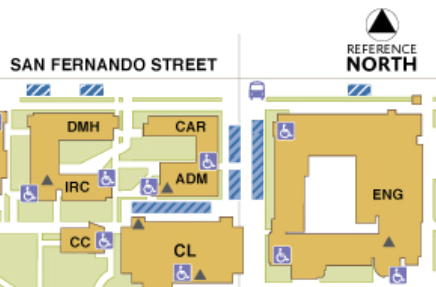 REFERENCE
NORTH
SAN FERNANDO STREET
DMH
CAR
IRC
ADM
ENG
CC
CL